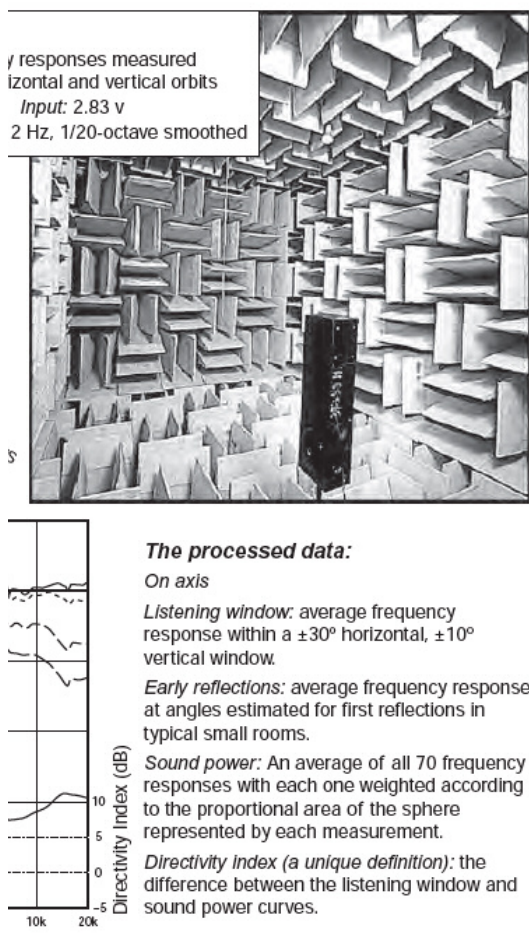 y responses measured
izontal and vertical orbits
Input: 2.83 v
2 Hz, 1/20-octave smoothed
The processed data:
On axis
Listening window: average frequency
response within a ±30º horizontal, ±10º
vertical window.
Early reflections: average frequency response
at angles estimated for first reflections in
typical small rooms.
Sound power: An average of all 70 frequency
responses with each one weighted according
to the proportional area of the sphere
represented by each measurement.
Directivity index (a unique definition): the
difference between the listening window and
sound power curves.
10
5
0
-5
Directivity Index (dB)
10k 20k